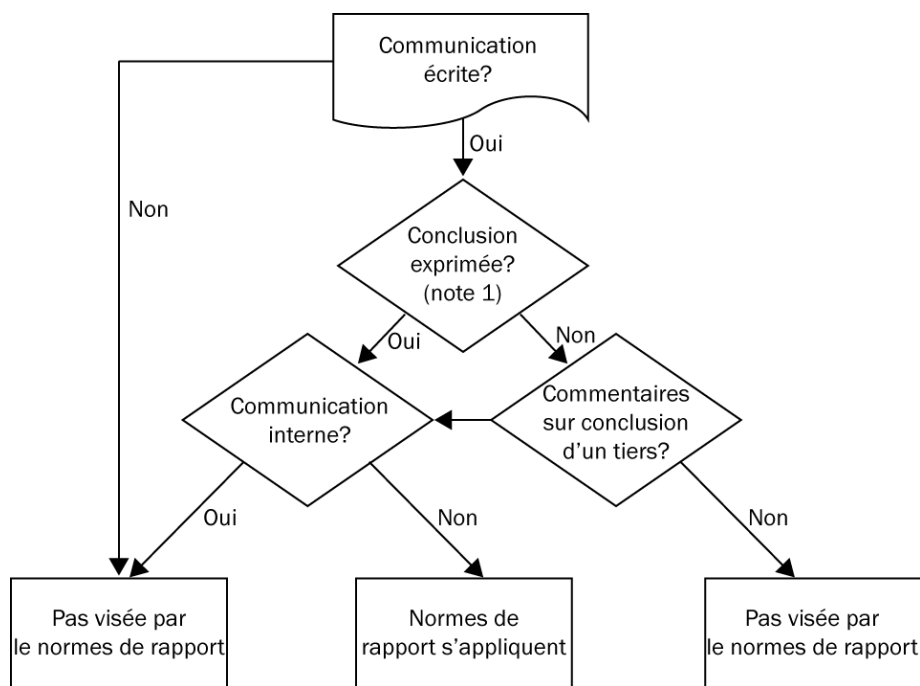 Communication
écrite?
Oui
Non
Conclusion
exprimée?
(note 1)
Oui
Non
Communication
interne?
Commentaires
sur conclusion
d'un tiers?
Oui
Non
Non
Pas visée par
le normes de rapport
Normes de
rapport s'appliquent
Pas visée par
le normes de rapport